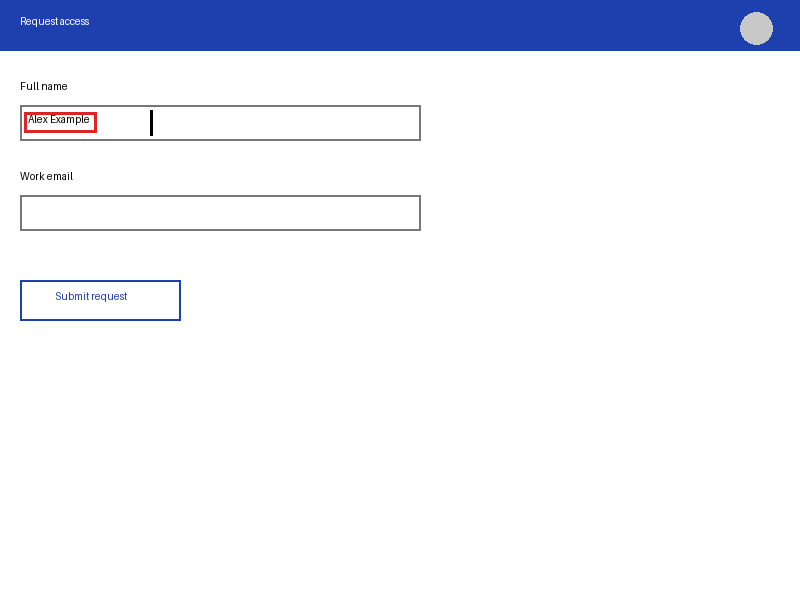 Request access
Full name
Alex Example
Work email
Submit request